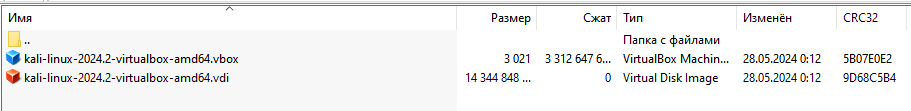 Имя Размер Сжат Тип Изменён CRC32
.. Папка с файлами
kali-linux-2024.2-virtualbox-amd64.vbox 3 021 3 312 647 6... VirtualBox Machin... 28.05.2024 0:12 5B07E0E2
kali-linux-2024.2-virtualbox-amd64.vdi 14 344 848 ... 0 Virtual Disk Image 28.05.2024 0:12 9D68C5B4